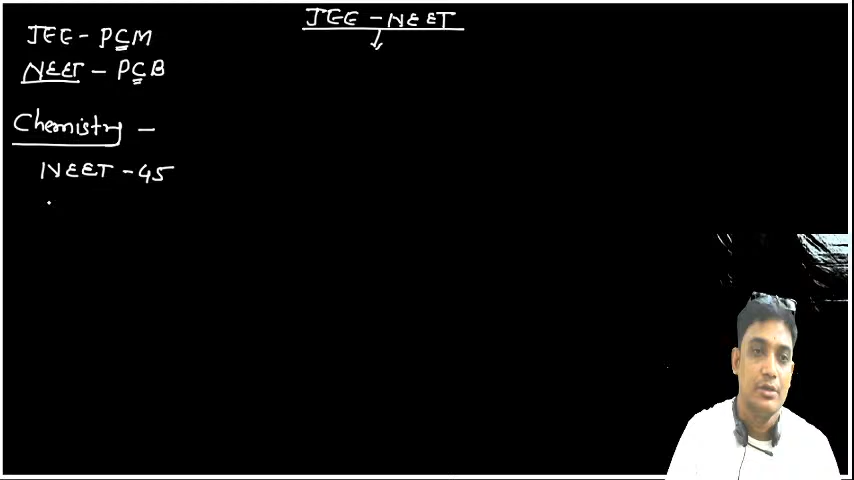 JEE - NEET
JEE - PCM
NEET - PCB
Chemistry -
NEET - 45